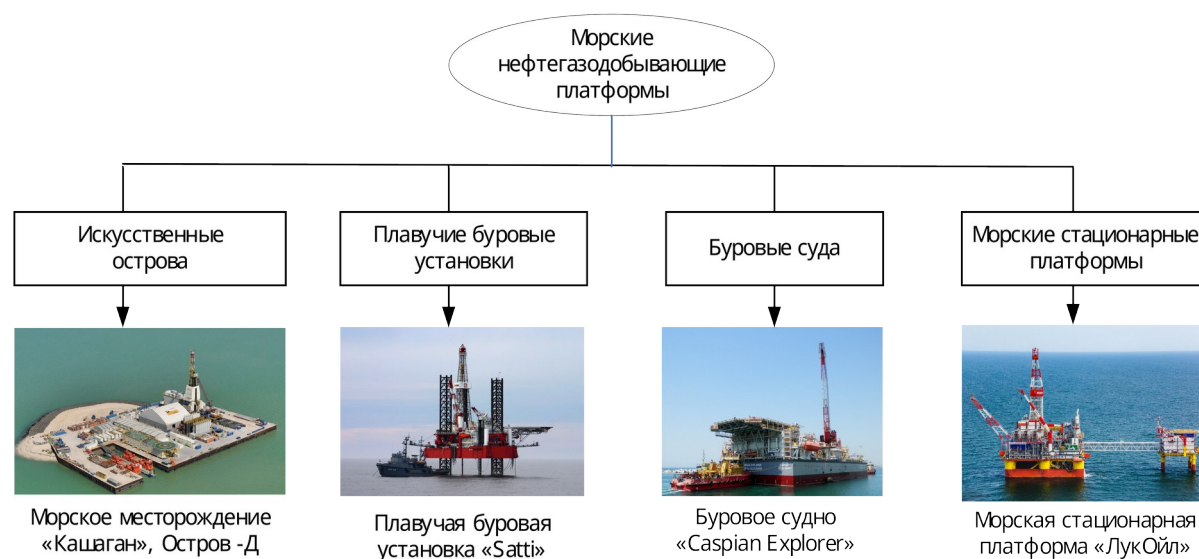 Морские
нефтегазодобывающие
платформы
Искусственные
острова
Плавучие буровые
установки
Буровые суда
Морские стационарные
платформы
Морское месторождение
«Кашаган», Остров -Д
Плавучая буровая
установка «Satti»
Буровое судно
«Caspian Explorer»
Морская стационарная
платформа «ЛукОйл»